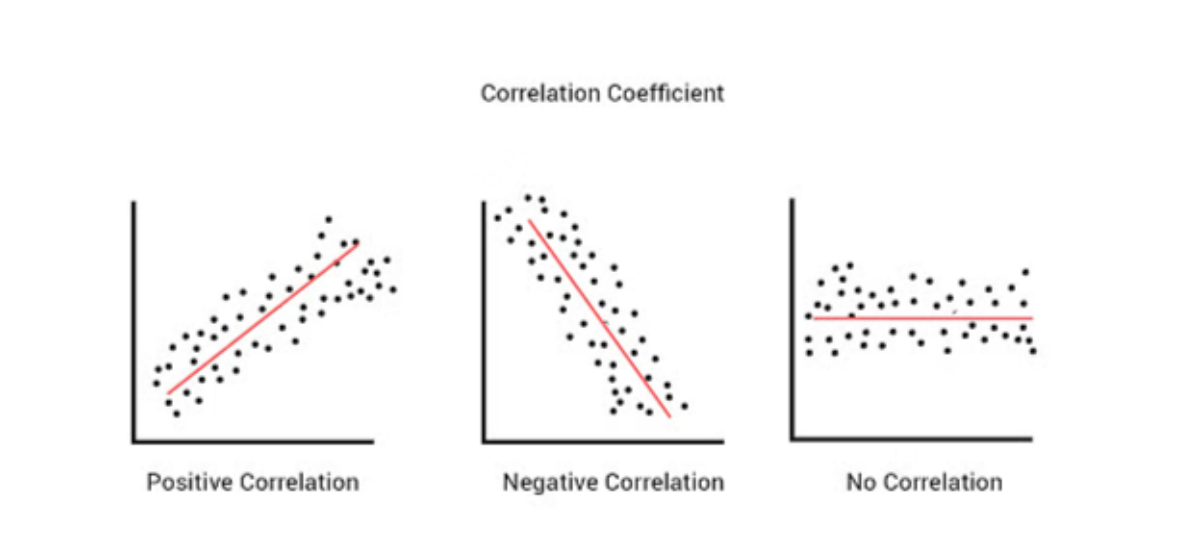 Correlation Coefficient
Positive Correlation
Negative Correlation
No Correlation